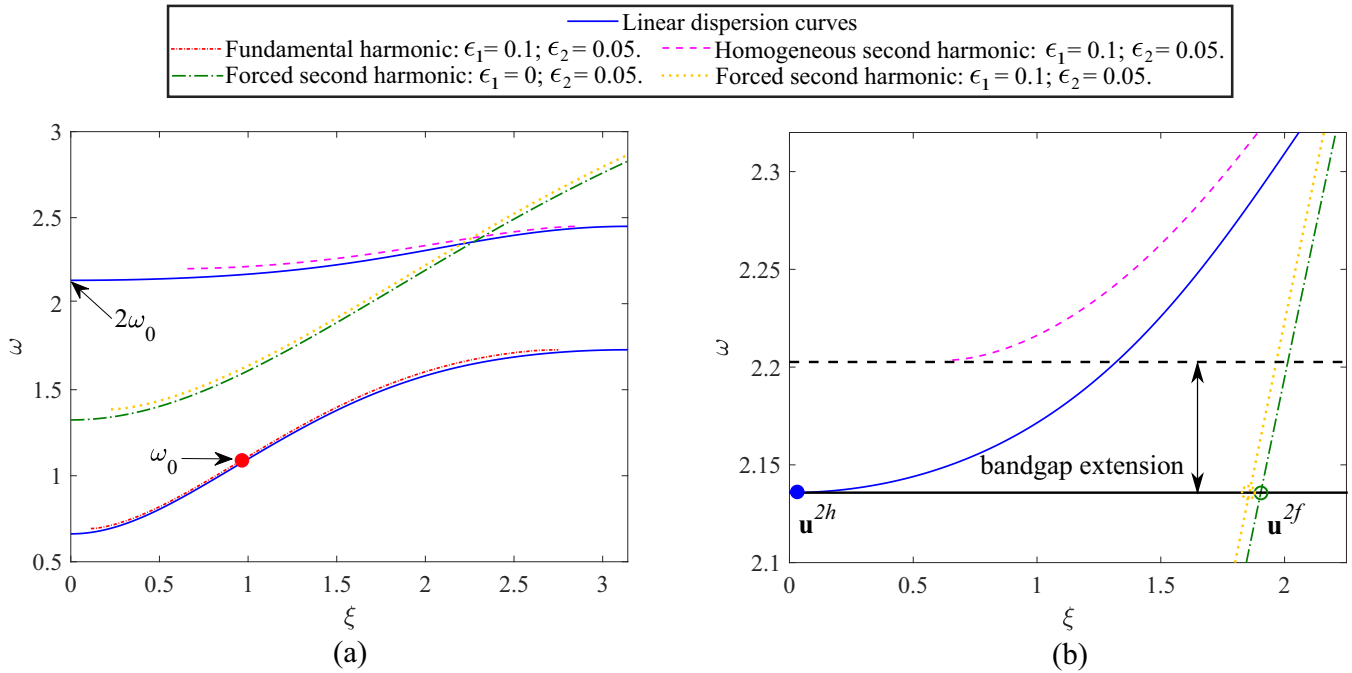 Linear dispersion curves
Fundamental harmonic: ϵ₁= 0.1; ϵ₂= 0.05.
Homogeneous second harmonic: ϵ₁= 0.1; ϵ₂= 0.05.
Forced second harmonic: ϵ₁= 0; ϵ₂= 0.05.
Forced second harmonic: ϵ₁= 0.1; ϵ₂= 0.05.
3
2.5
2
1.5
1
0.5
ω
2ω₀
ω₀
0
0.5
1
1.5
2
2.5
3
ξ
(a)
2.3
2.25
2.2
2.15
2.1
ω
bandgap extension
u²ʰ
u²ᶠ
0
0.5
1
1.5
2
ξ
(b)